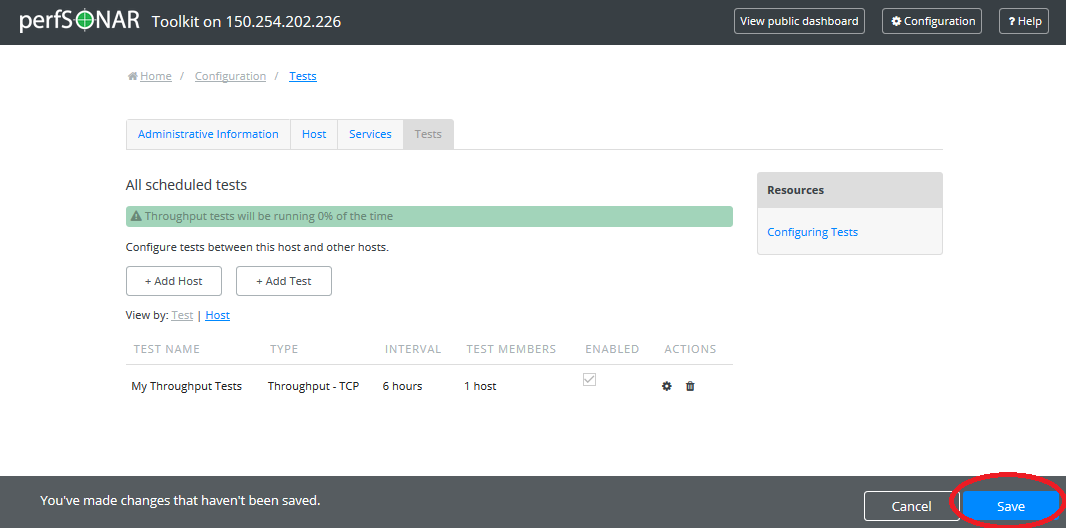 perfSONAR Toolkit on 150.254.202.226 View public dashboard Configuration ? Help
Home / Configuration / Tests
Administrative Information Host Services Tests
All scheduled tests
Resources
Throughput tests will be running 0% of the time
Configuring Tests
Configure tests between this host and other hosts.
+ Add Host + Add Test
View by: Test | Host
TEST NAME TYPE INTERVAL TEST MEMBERS ENABLED ACTIONS
My Throughput Tests Throughput - TCP 6 hours 1 host
You've made changes that haven't been saved. Cancel Save